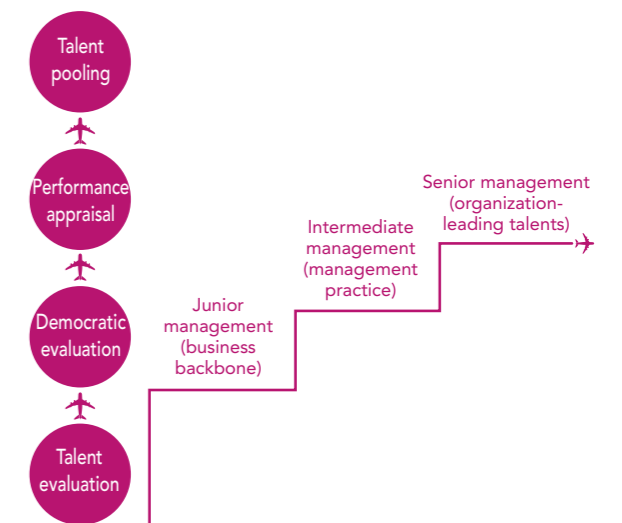 Talent
pooling
Performance
appraisal
Democratic
evaluation
Talent
evaluation
Junior
management
(business
backbone)
Intermediate
management
(management
practice)
Senior management
(organization-
leading talents)